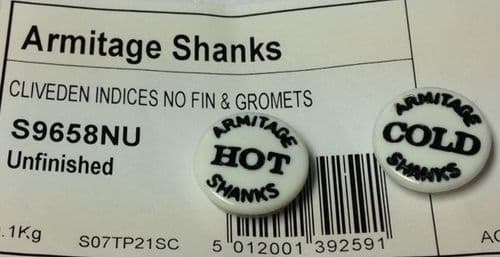 Armitage Shanks
CLIVEDEN INDICES NO FIN & GROMETS
S9658NU
Unfinished
ARMITAGE
HOT
SHANKS
ARMITAGE
COLD
SHANKS
.1Kg
S07TP21SC
5 012001 392591
AC